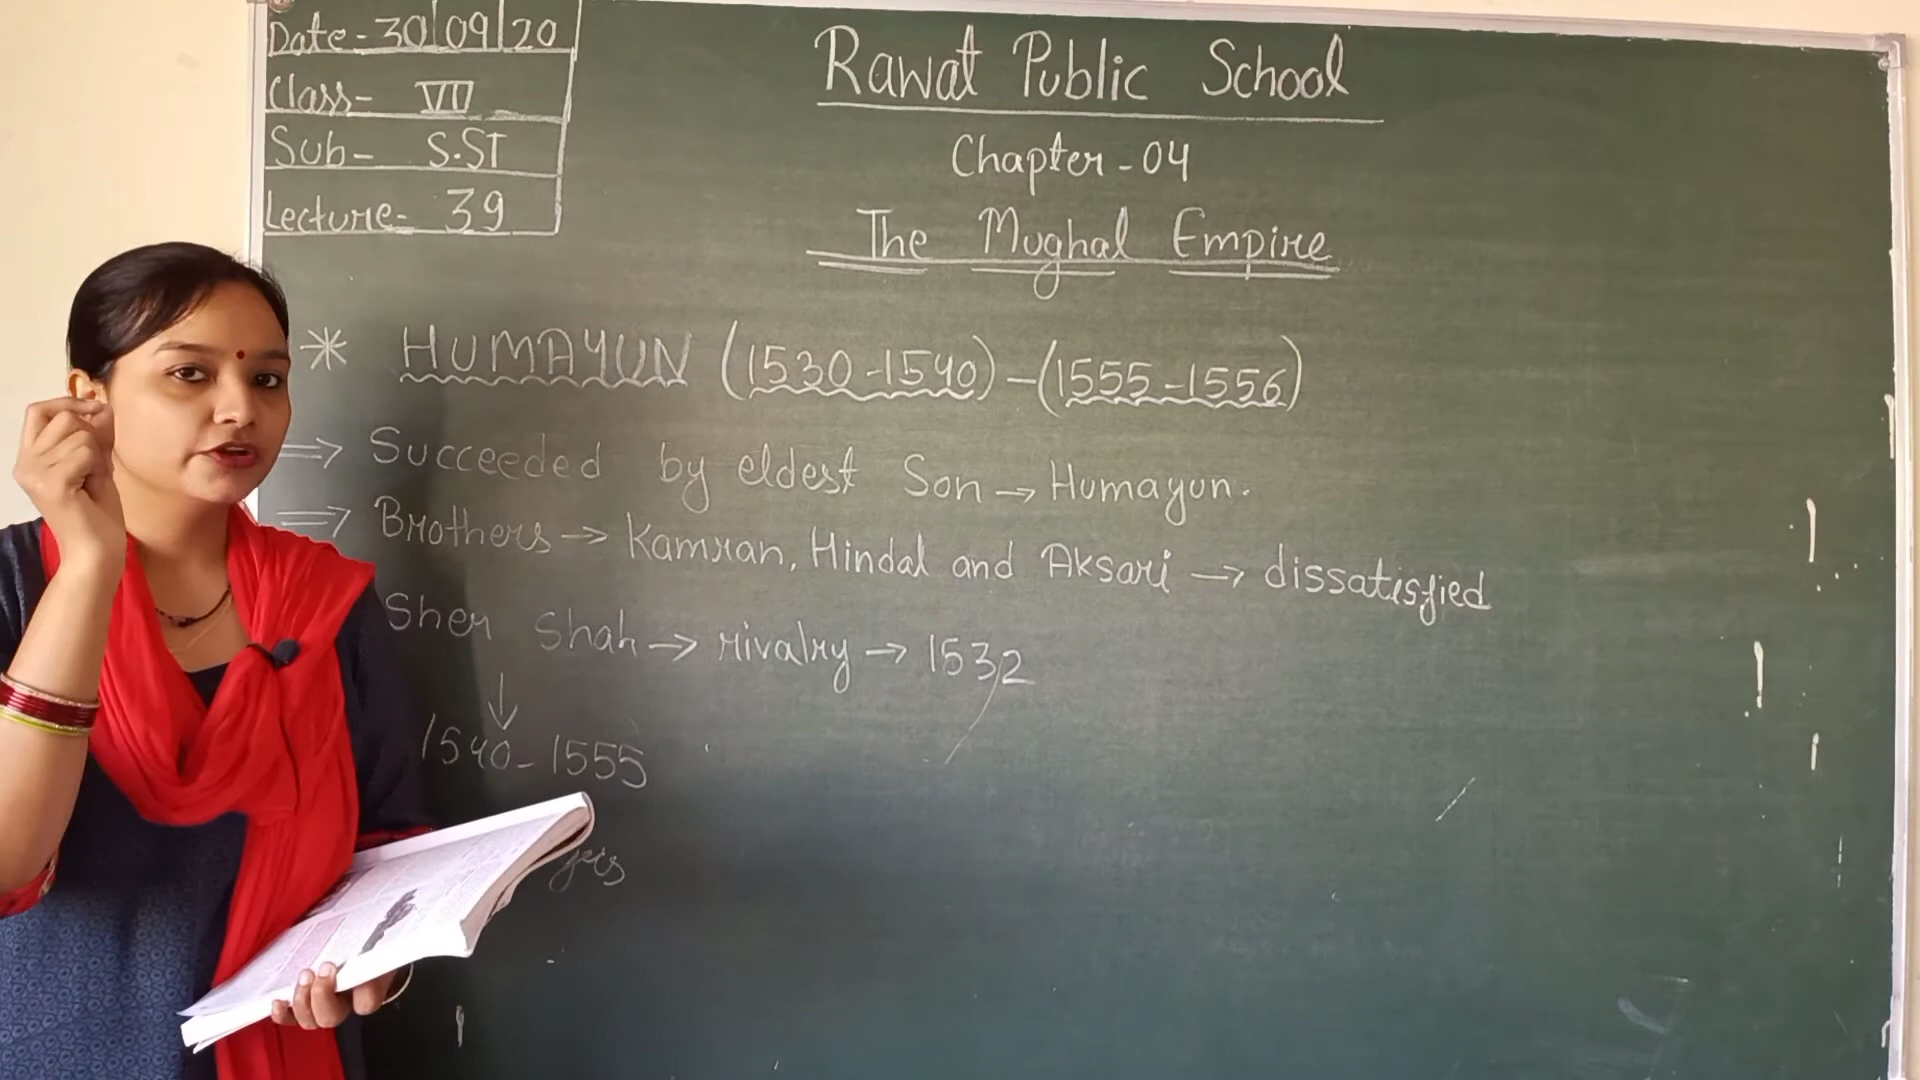 Date - 30/09/20
Class - VII
Sub - S.ST
Lecture - 39
Rawat Public School
Chapter - 04
The Mughal Empire
* HUMAYUN (1530-1540) - (1555-1556)
⇒ Succeeded by eldest Son → Humayun.
⇒ Brothers → Kamran, Hindal and Aksari → dissatisfied
Sher Shah → rivalry → 1532
↓
1540 - 1555